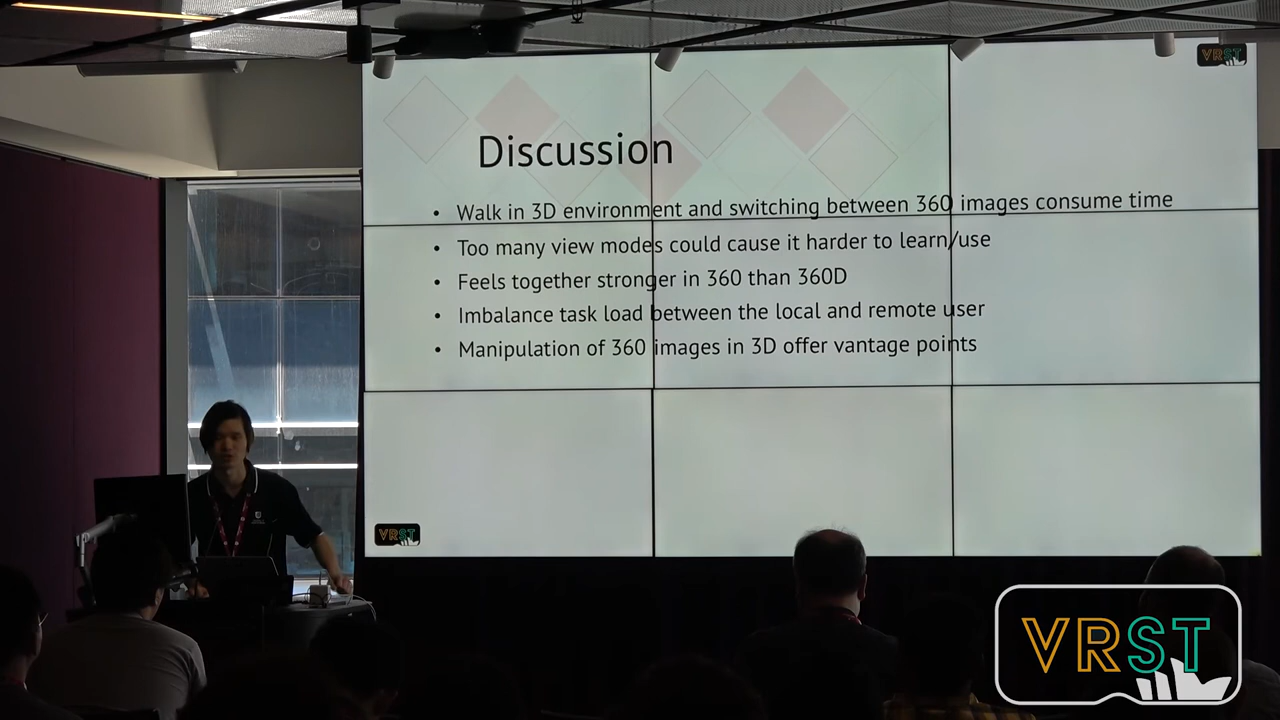 VRST
Discussion
• Walk in 3D environment and switching between 360 images consume time
• Too many view modes could cause it harder to learn/use
• Feels together stronger in 360 than 360D
• Imbalance task load between the local and remote user
• Manipulation of 360 images in 3D offer vantage points
VRST
VRST